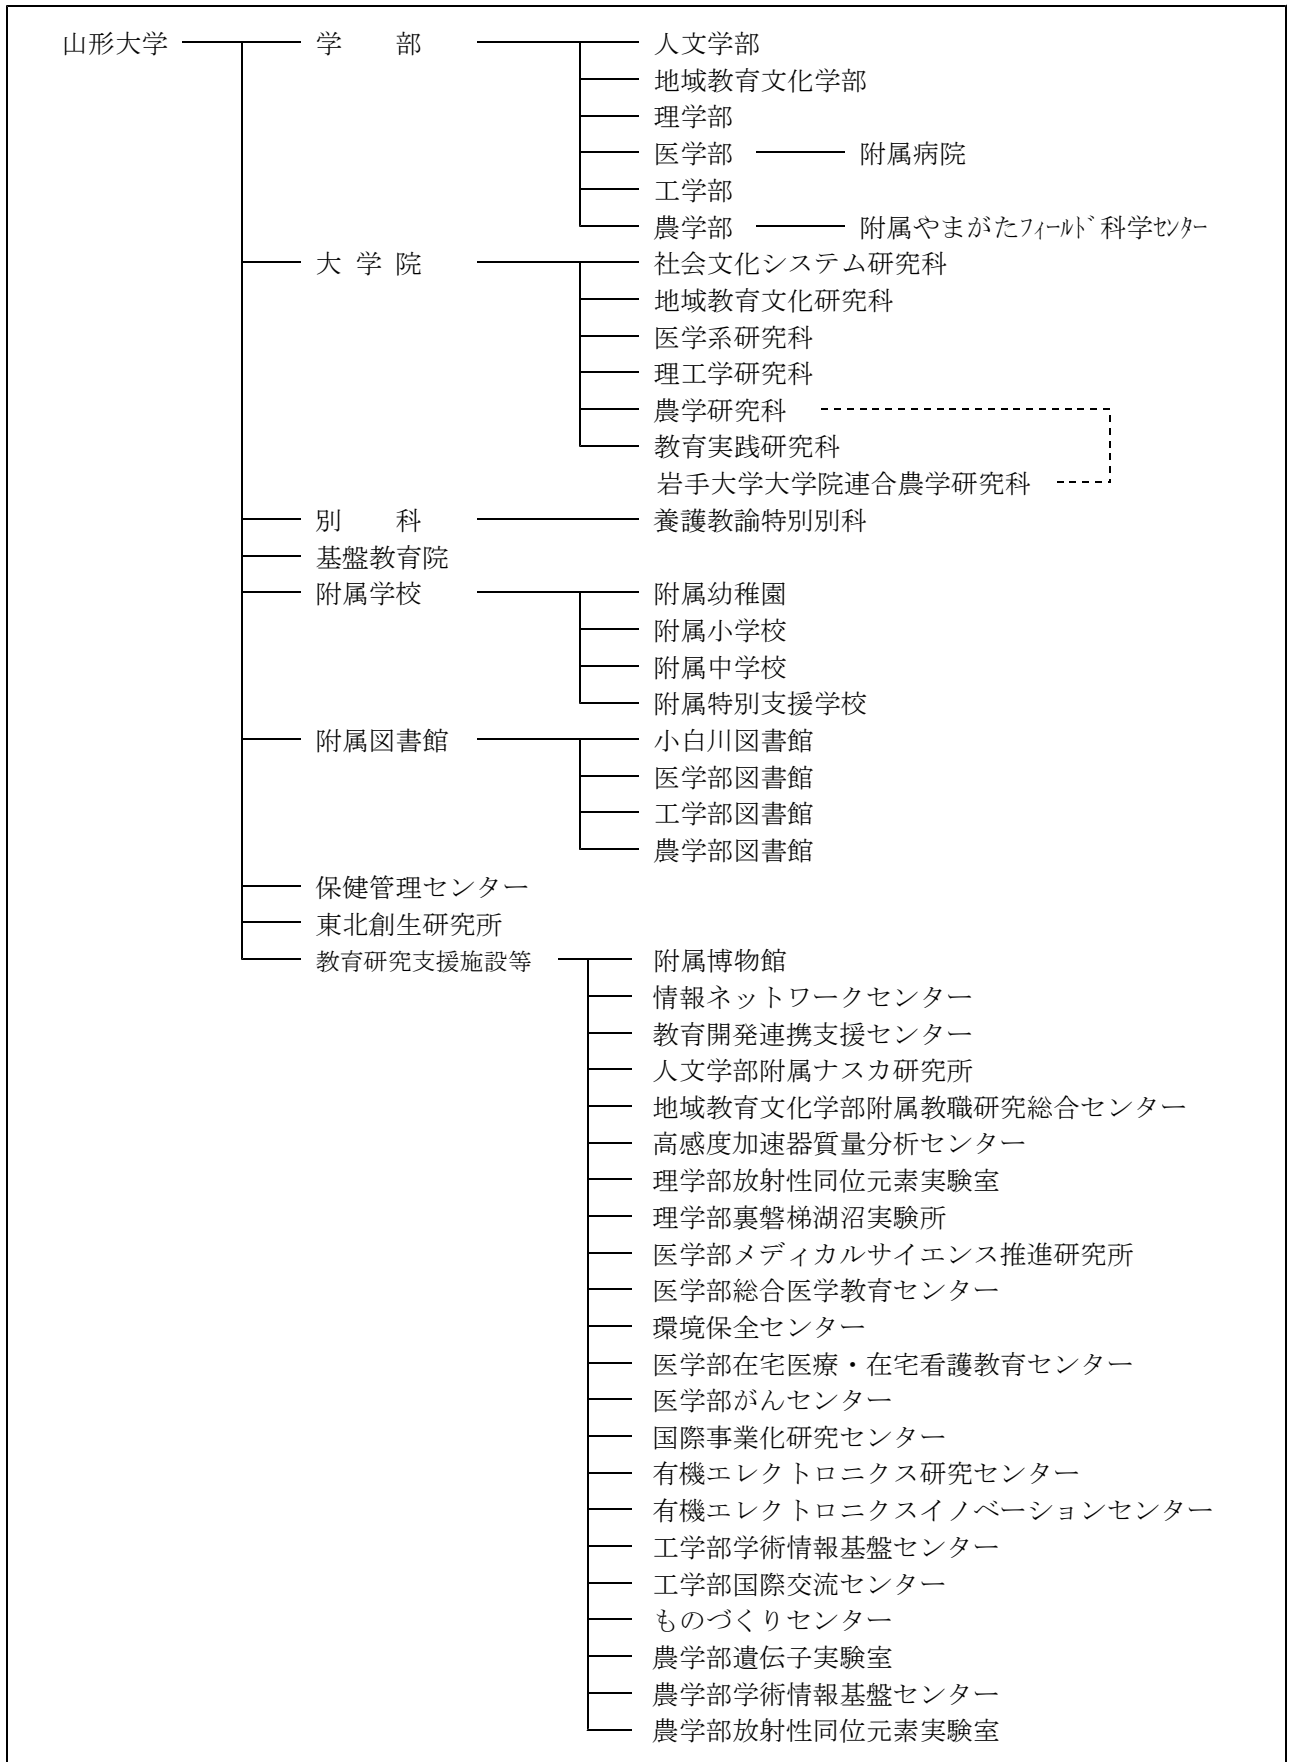 山形大学 学 部 人文学部
地域教育文化学部
理学部
医学部 附属病院
工学部
農学部 附属やまがたﾌｨｰﾙﾄﾞ科学ｾﾝﾀｰ
大 学 院 社会文化システム研究科
地域教育文化研究科
医学系研究科
理工学研究科
農学研究科
教育実践研究科
岩手大学大学院連合農学研究科
別 科 養護教諭特別別科
基盤教育院
附属学校 附属幼稚園
附属小学校
附属中学校
附属特別支援学校
附属図書館 小白川図書館
医学部図書館
工学部図書館
農学部図書館
保健管理センター
東北創生研究所
教育研究支援施設等 附属博物館
情報ネットワークセンター
教育開発連携支援センター
人文学部附属ナスカ研究所
地域教育文化学部附属教職研究総合センター
高感度加速器質量分析センター
理学部放射性同位元素実験室
理学部裏磐梯湖沼実験所
医学部メディカルサイエンス推進研究所
医学部総合医学教育センター
環境保全センター
医学部在宅医療・在宅看護教育センター
医学部がんセンター
国際事業化研究センター
有機エレクトロニクス研究センター
有機エレクトロニクスイノベーションセンター
工学部学術情報基盤センター
工学部国際交流センター
ものづくりセンター
農学部遺伝子実験室
農学部学術情報基盤センター
農学部放射性同位元素実験室